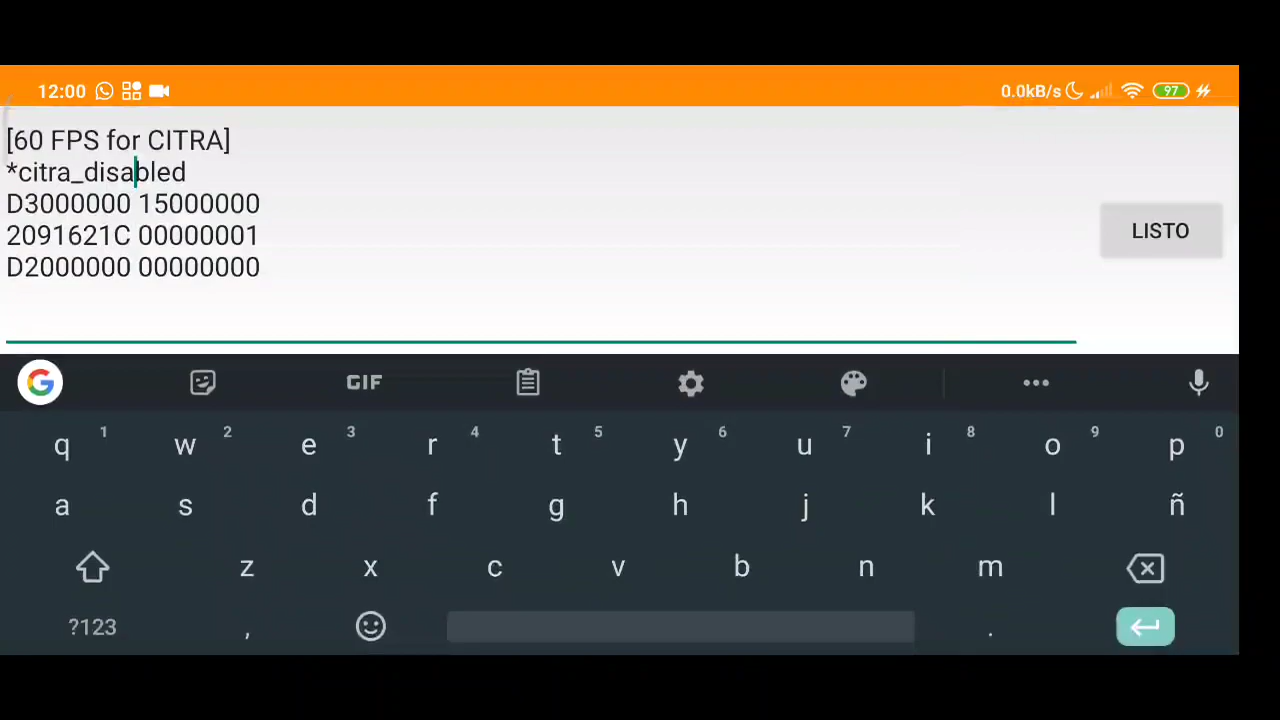 12:00 0.0kB/s 97
[60 FPS for CITRA]
*citra_disabled
D3000000 15000000
2091621C 00000001
D2000000 00000000
LISTO
G GIF
q 1 w 2 e 3 r 4 t 5 y 6 u 7 i 8 o 9 p 0
a s d f g h j k l ñ
z x c v b n m
?123 , .